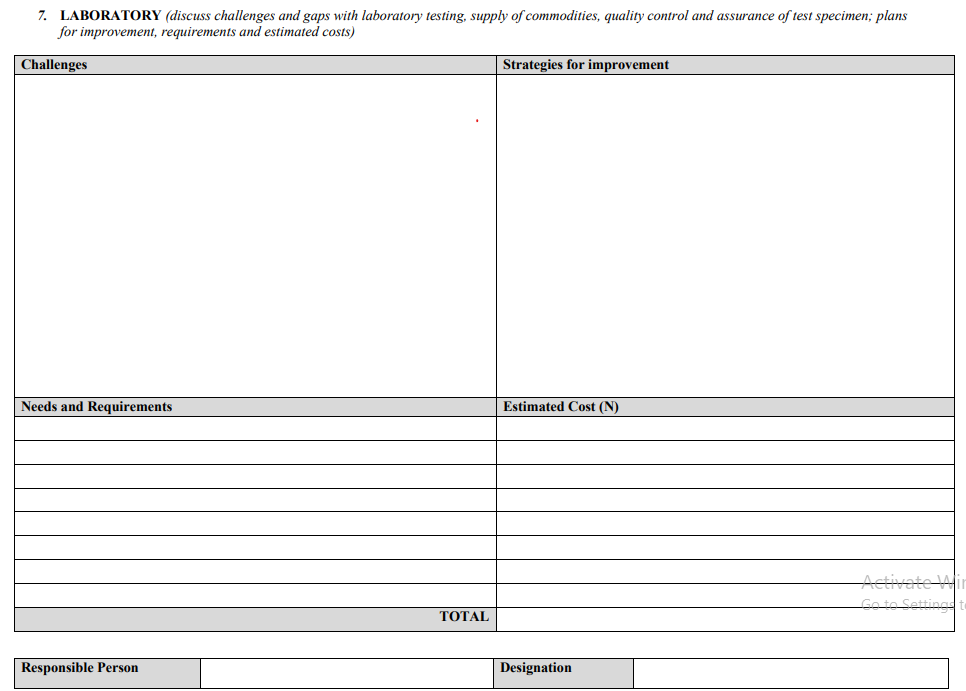 7. LABORATORY (discuss challenges and gaps with laboratory testing, supply of commodities, quality control and assurance of test specimen; plans
for improvement, requirements and estimated costs)
Challenges Strategies for improvement
Needs and Requirements Estimated Cost (N)
Activate Win
Go to Settings t
TOTAL
Responsible Person Designation